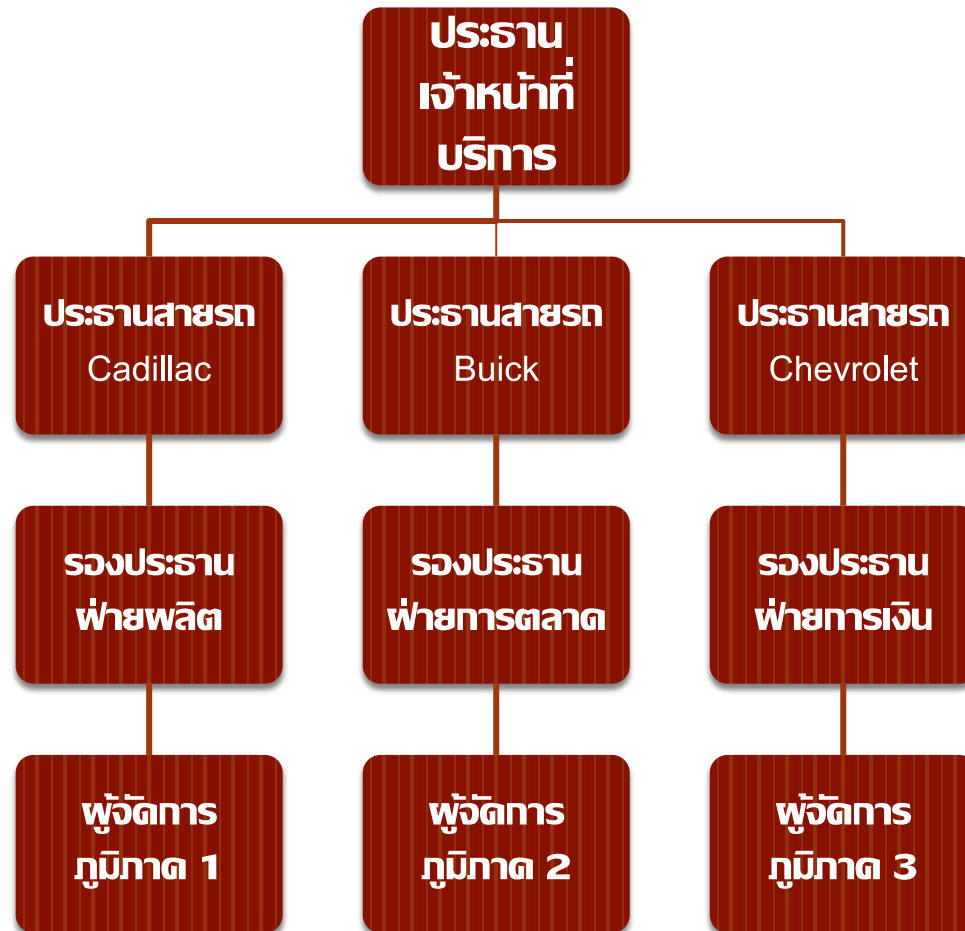 ประธาน
เจ้าหน้าที่
บริการ
ประธานสายรถ
Cadillac
ประธานสายรถ
Buick
ประธานสายรถ
Chevrolet
รองประธาน
ฝ่ายผลิต
รองประธาน
ฝ่ายการตลาด
รองประธาน
ฝ่ายการเงิน
ผู้จัดการ
ภูมิภาค 1
ผู้จัดการ
ภูมิภาค 2
ผู้จัดการ
ภูมิภาค 3